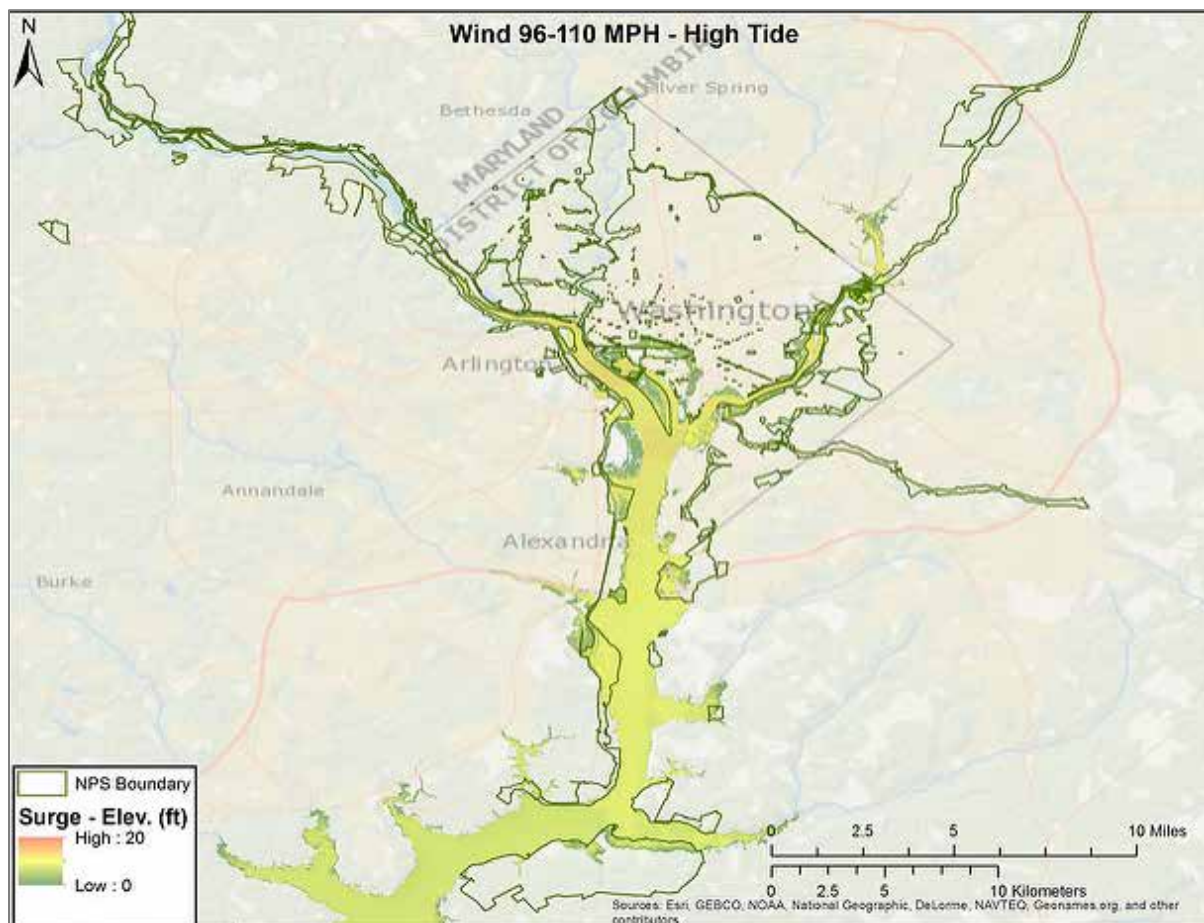 N
Wind 96-110 MPH - High Tide
Silver Spring
Bethesda
MARYLAND
DISTRICT OF COLUMBIA
Washington
Arlington
Annandale
Alexandria
Burke
NPS Boundary
Surge - Elev. (ft)
High : 20
Low : 0
0 2.5 5 10 Miles
0 2.5 5 10 Kilometers
Sources: Esri, GEBCO, NOAA, National Geographic, DeLorme, NAVTEQ, Geonames.org, and other
contributors